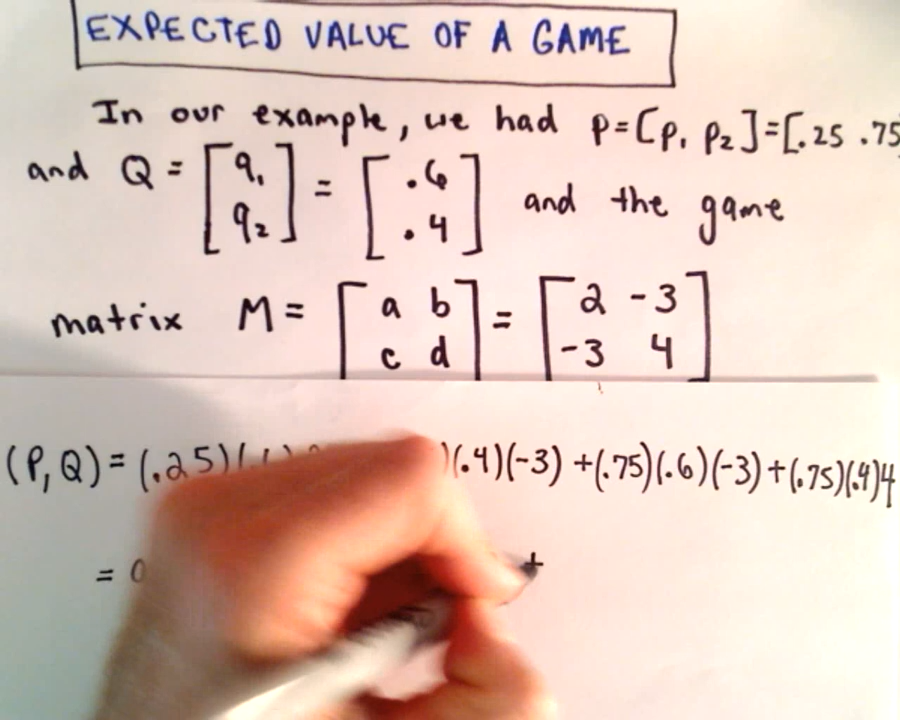 EXPECTED VALUE OF A GAME
In our example, we had P=[p₁ p₂]=[.25 .75
and Q = [q₁ q₂] = [.6 .4] and the game
matrix M = [a b c d] = [2 -3 -3 4]
(P,Q) = (.25)( )(.4)(-3) +(.75)(.6)(-3)+(.75)(.4)4
= 0 +